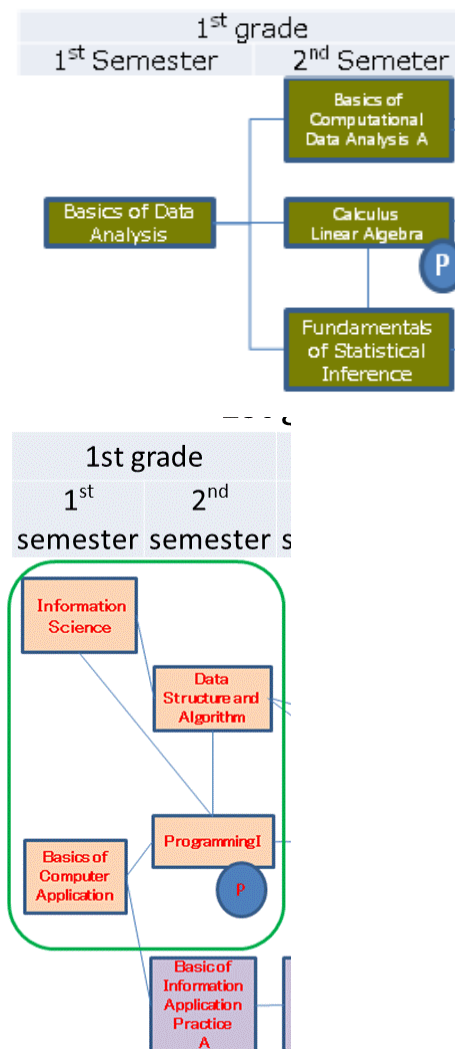 1st grade
1st Semester
2nd Semeter
Basics of
Computational
Data Analysis A
Basics of Data
Analysis
Calculus
Linear Algebra
P
Fundamentals
of Statistical
Inference
1st grade
1st
semester
2nd
semester
s
Information
Science
Data
Structure and
Algorithm
ProgrammingI
P
Basics of
Computer
Application
Basic of
Information
Application
Practice
A